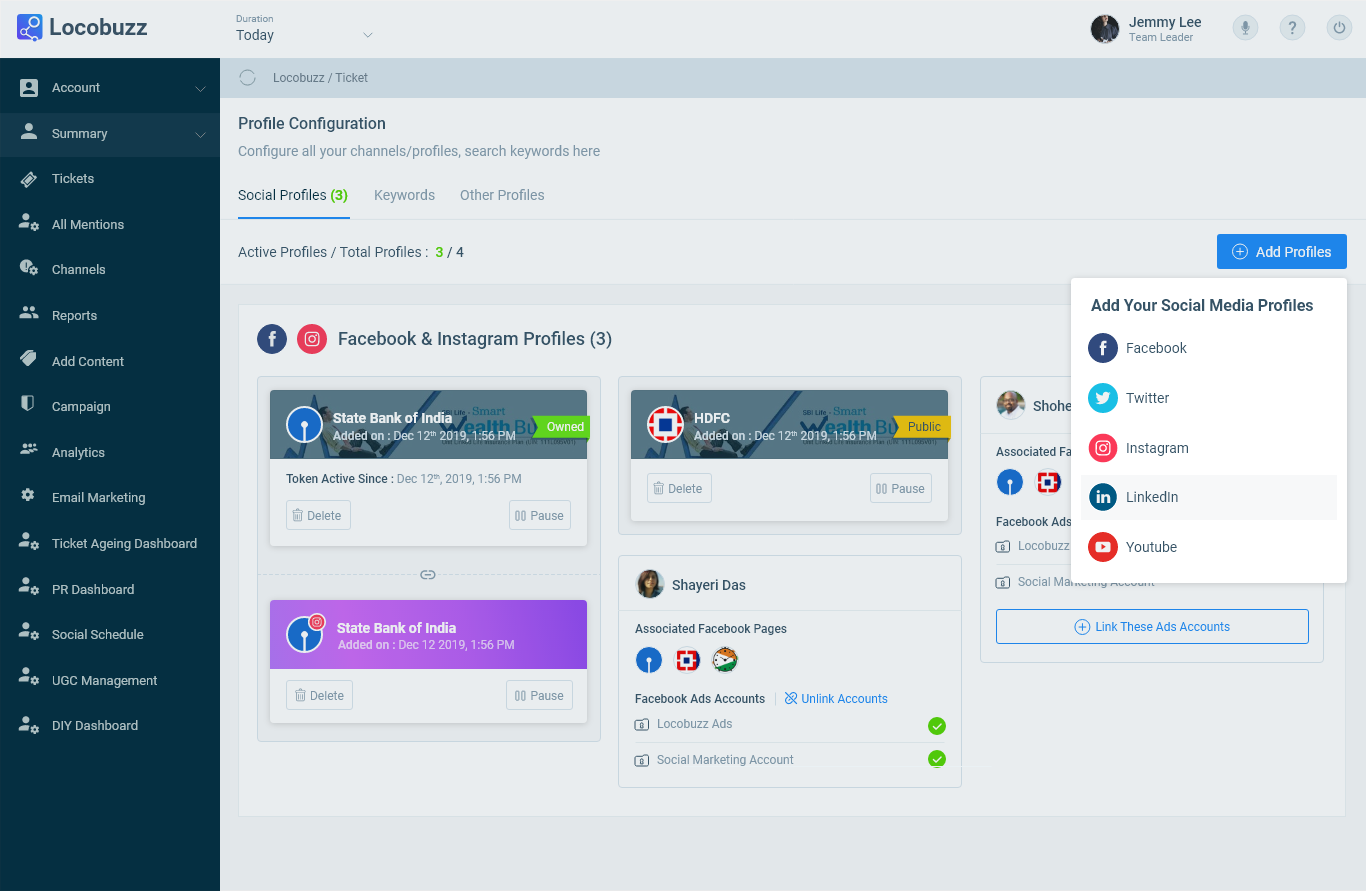 Locobuzz
Duration
Today
Jemmy Lee
Team Leader
?
Account
Summary
Tickets
All Mentions
Channels
Reports
Add Content
Campaign
Analytics
Email Marketing
Ticket Ageing Dashboard
PR Dashboard
Social Schedule
UGC Management
DIY Dashboard
Locobuzz / Ticket
Profile Configuration
Configure all your channels/profiles, search keywords here
Social Profiles (3) Keywords Other Profiles
Active Profiles / Total Profiles : 3 / 4
Add Profiles
Add Your Social Media Profiles
Facebook
Twitter
Instagram
LinkedIn
Youtube
Facebook & Instagram Profiles (3)
State Bank of India
Added on : Dec 12th 2019, 1:56 PM
Owned
Token Active Since : Dec 12th, 2019, 1:56 PM
Delete Pause
State Bank of India
Added on : Dec 12 2019, 1:56 PM
Delete Pause
SBI Life - Smart
Wealth Bu
HDFC
Added on : Dec 12th 2019, 1:56 PM
Public
Delete Pause
Shayeri Das
Associated Facebook Pages
Facebook Ads Accounts Unlink Accounts
Locobuzz Ads
Social Marketing Account
Shohe
Associated Fa
Facebook Ads
Locobuzz
Social Marketing Account
Link These Ads Accounts